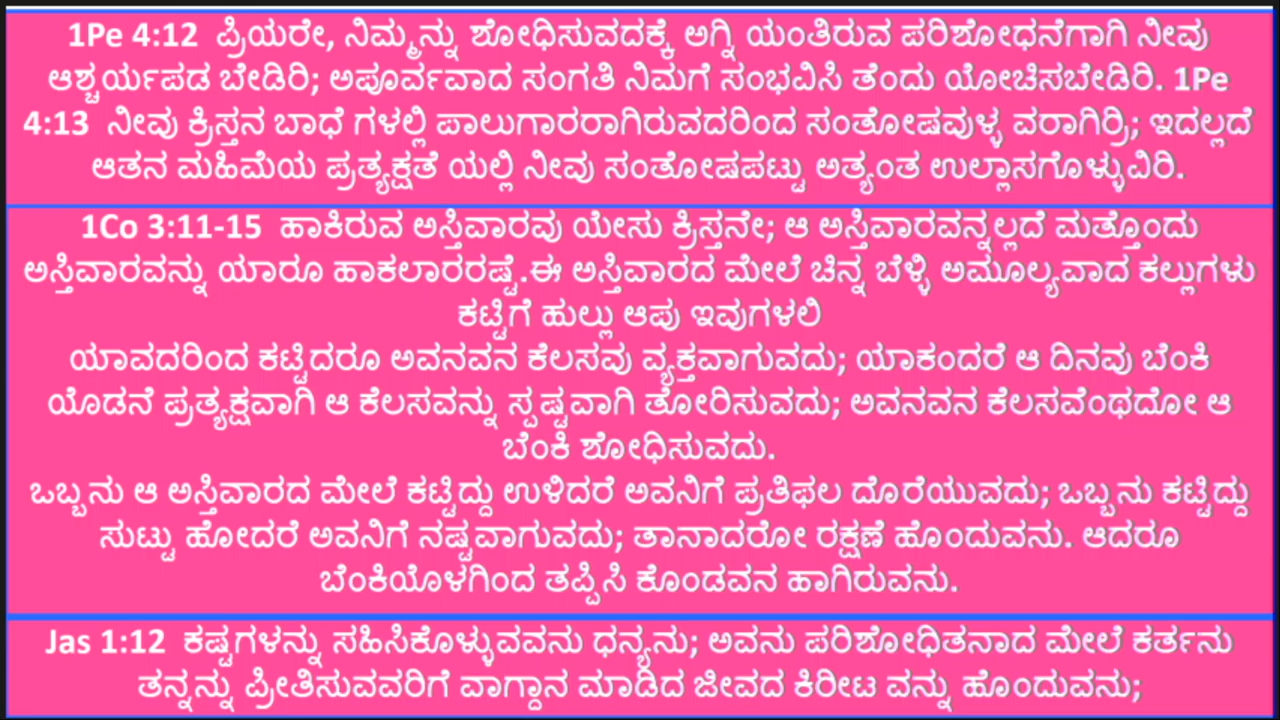 1Pe 4:12 ಪ್ರಿಯರೇ, ನಿಮ್ಮನ್ನು ಶೋಧಿಸುವದಕ್ಕೆ ಅಗ್ನಿ ಯಂತಿರುವ ಪರಿಶೋಧನೆಗಾಗಿ ನೀವು
ಆಶ್ಚರ್ಯಪಡ ಬೇಡಿರಿ; ಅಪೂರ್ವವಾದ ಸಂಗತಿ ನಿಮಗೆ ಸಂಭವಿಸಿ ತೆಂದು ಯೋಚಿಸಬೇಡಿರಿ. 1Pe
4:13 ನೀವು ಕ್ರಿಸ್ತನ ಬಾಧೆ ಗಳಲ್ಲಿ ಪಾಲುಗಾರರಾಗಿರುವದರಿಂದ ಸಂತೋಷವುಳ್ಳ ವರಾಗಿರ್ರಿ; ಇದಲ್ಲದೆ
ಆತನ ಮಹಿಮೆಯ ಪ್ರತ್ಯಕ್ಷತೆ ಯಲ್ಲಿ ನೀವು ಸಂತೋಷಪಟ್ಟು ಅತ್ಯಂತ ಉಲ್ಲಾಸಗೊಳ್ಳುವಿರಿ.
1Co 3:11-15 ಹಾಕಿರುವ ಅಸ್ತಿವಾರವು ಯೇಸು ಕ್ರಿಸ್ತನೇ; ಆ ಅಸ್ತಿವಾರವನ್ನಲ್ಲದೆ ಮತ್ತೊಂದು
ಅಸ್ತಿವಾರವನ್ನು ಯಾರೂ ಹಾಕಲಾರರಷ್ಟೆ.ಈ ಅಸ್ತಿವಾರದ ಮೇಲೆ ಚಿನ್ನ ಬೆಳ್ಳಿ ಅಮೂಲ್ಯವಾದ ಕಲ್ಲುಗಳು
ಕಟ್ಟಿಗೆ ಹುಲ್ಲು ಆಪು ಇವುಗಳಲಿ
ಯಾವದರಿಂದ ಕಟ್ಟಿದರೂ ಅವನವನ ಕೆಲಸವು ವ್ಯಕ್ತವಾಗುವದು; ಯಾಕಂದರೆ ಆ ದಿನವು ಬೆಂಕಿ
ಯೊಡನೆ ಪ್ರತ್ಯಕ್ಷವಾಗಿ ಆ ಕೆಲಸವನ್ನು ಸ್ಪಷ್ಟವಾಗಿ ತೋರಿಸುವದು; ಅವನವನ ಕೆಲಸವೆಂಥದೋ ಆ
ಬೆಂಕಿ ಶೋಧಿಸುವದು.
ಒಬ್ಬನು ಆ ಅಸ್ತಿವಾರದ ಮೇಲೆ ಕಟ್ಟಿದ್ದು ಉಳಿದರೆ ಅವನಿಗೆ ಪ್ರತಿಫಲ ದೊರೆಯುವದು; ಒಬ್ಬನು ಕಟ್ಟಿದ್ದು
ಸುಟ್ಟು ಹೋದರೆ ಅವನಿಗೆ ನಷ್ಟವಾಗುವದು; ತಾನಾದರೋ ರಕ್ಷಣೆ ಹೊಂದುವನು. ಆದರೂ
ಬೆಂಕಿಯೊಳಗಿಂದ ತಪ್ಪಿಸಿ ಕೊಂಡವನ ಹಾಗಿರುವನು.
Jas 1:12 ಕಷ್ಟಗಳನ್ನು ಸಹಿಸಿಕೊಳ್ಳುವವನು ಧನ್ಯನು; ಅವನು ಪರಿಶೋಧಿತನಾದ ಮೇಲೆ ಕರ್ತನು
ತನ್ನನ್ನು ಪ್ರೀತಿಸುವವರಿಗೆ ವಾಗ್ದಾನ ಮಾಡಿದ ಜೀವದ ಕಿರೀಟ ವನ್ನು ಹೊಂದುವನು;